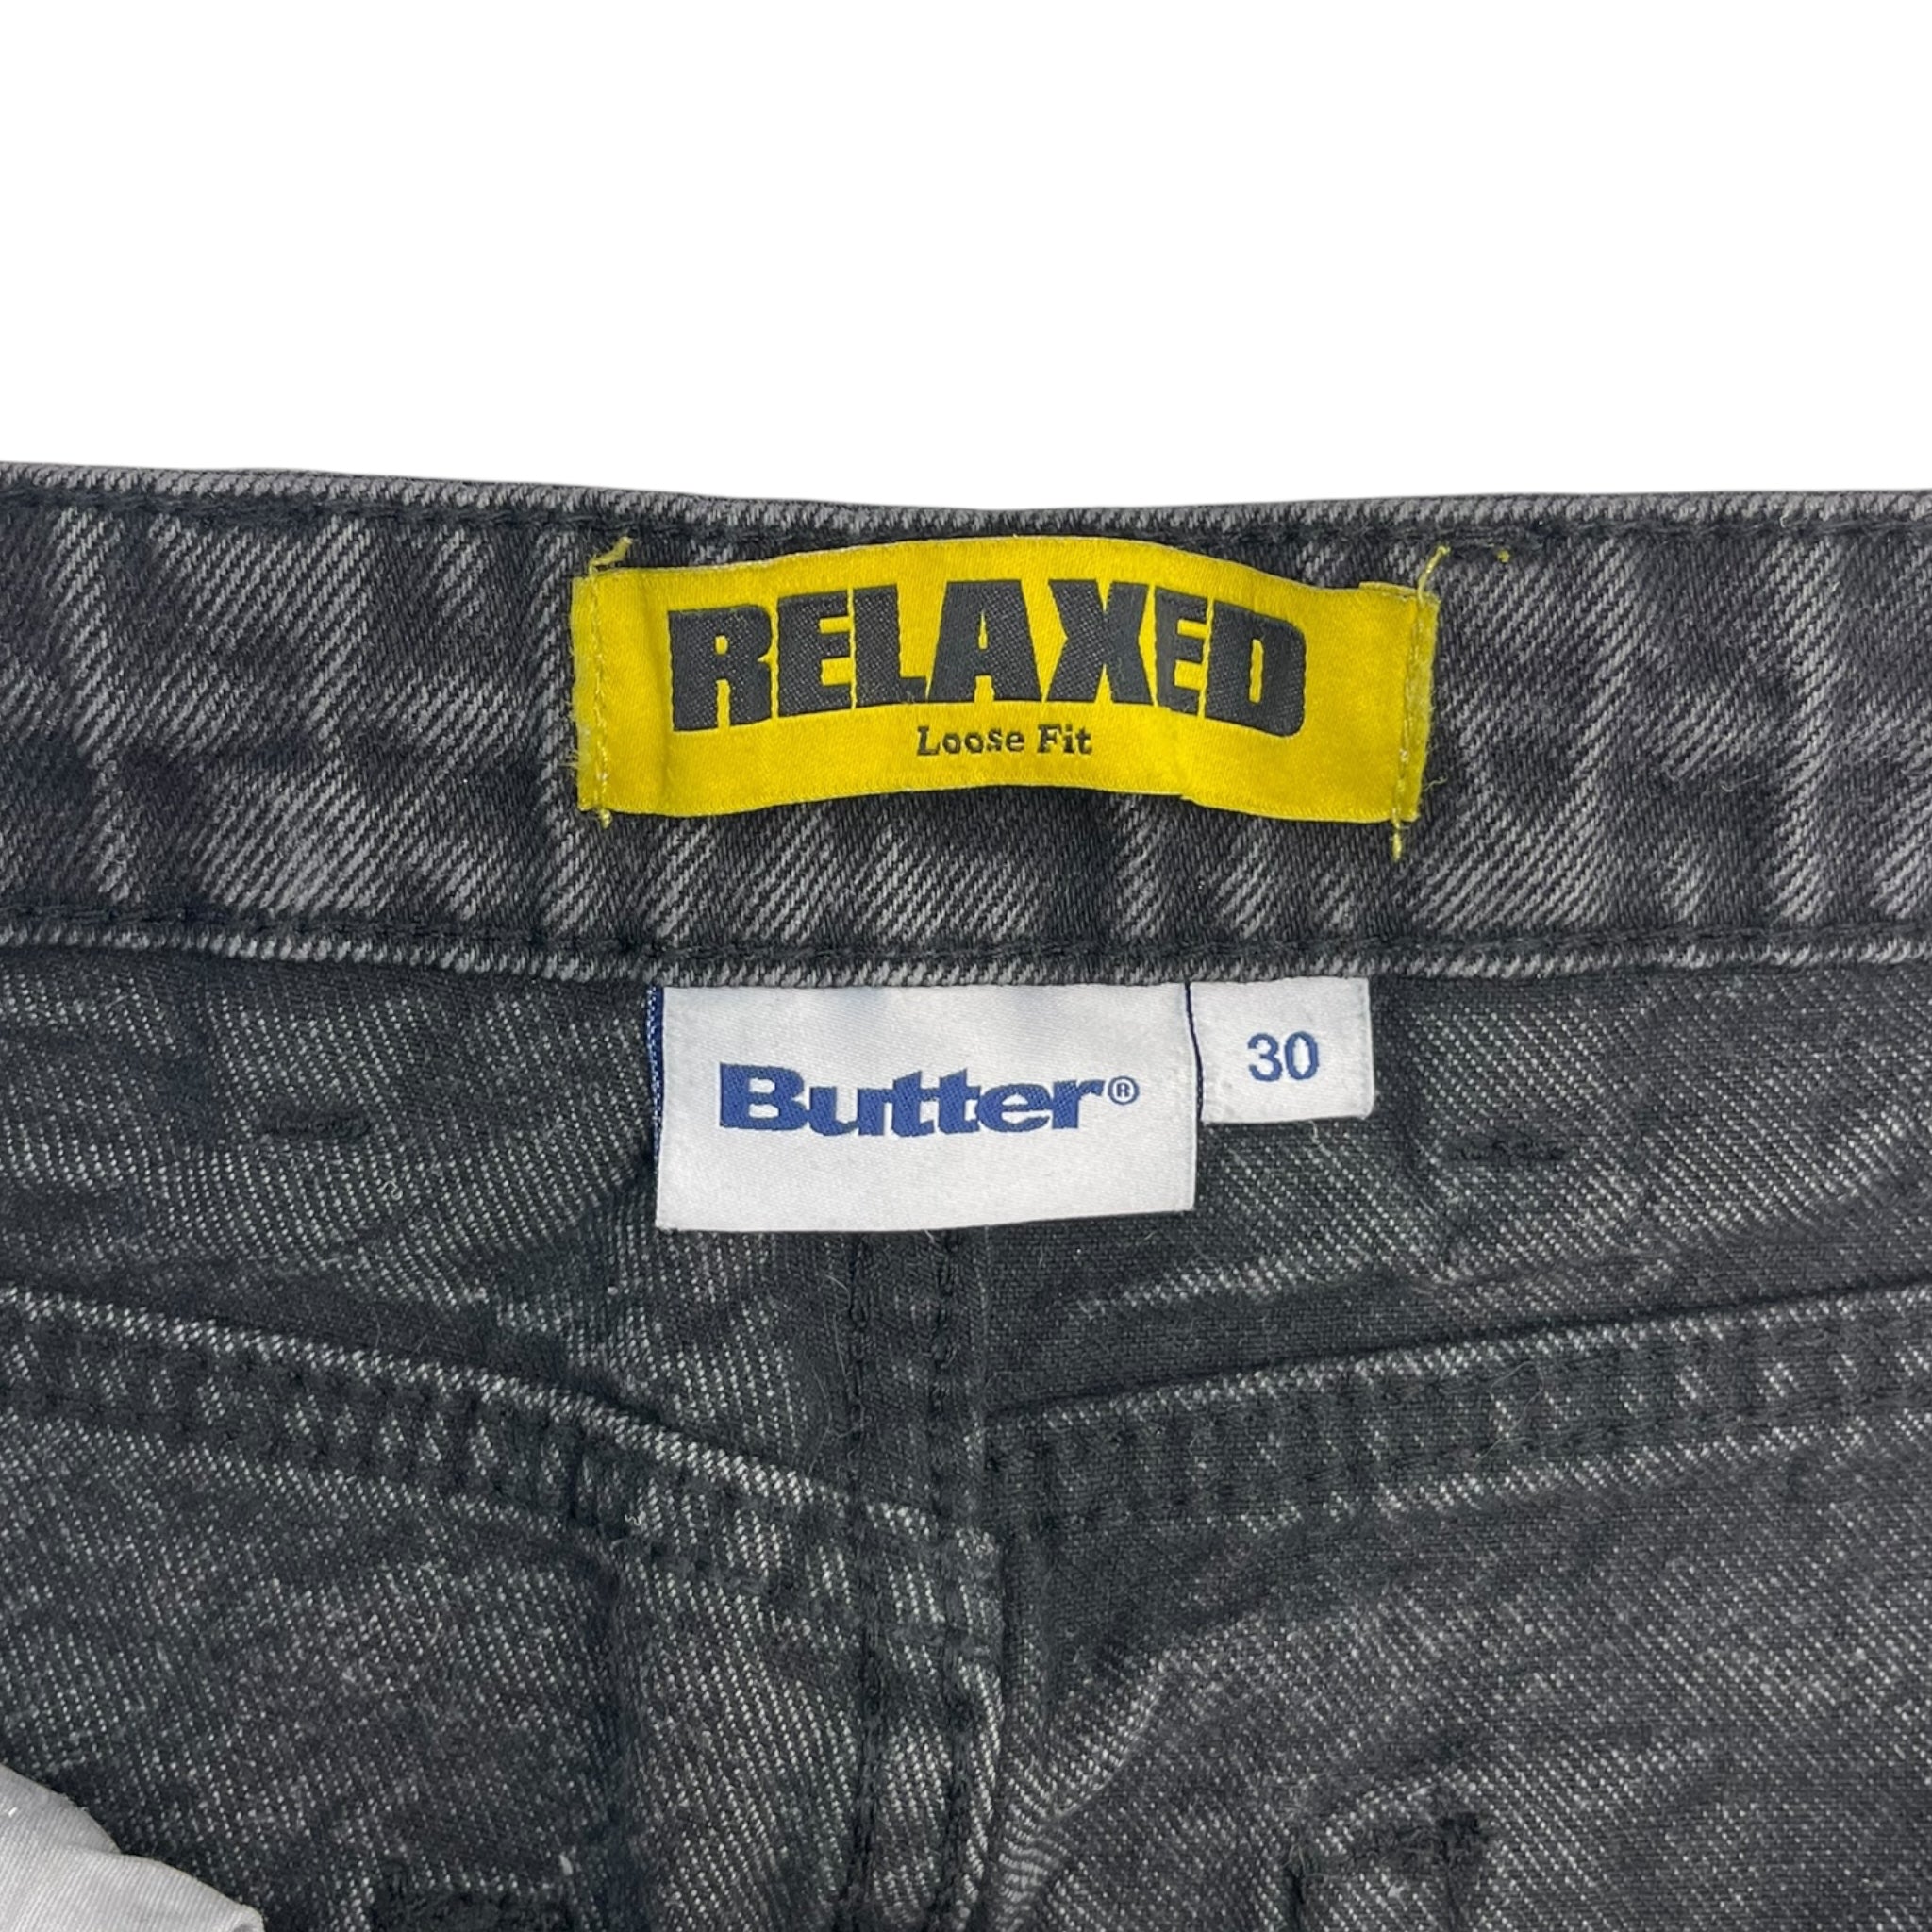 RELAXED
Loose Fit
Butter®
30